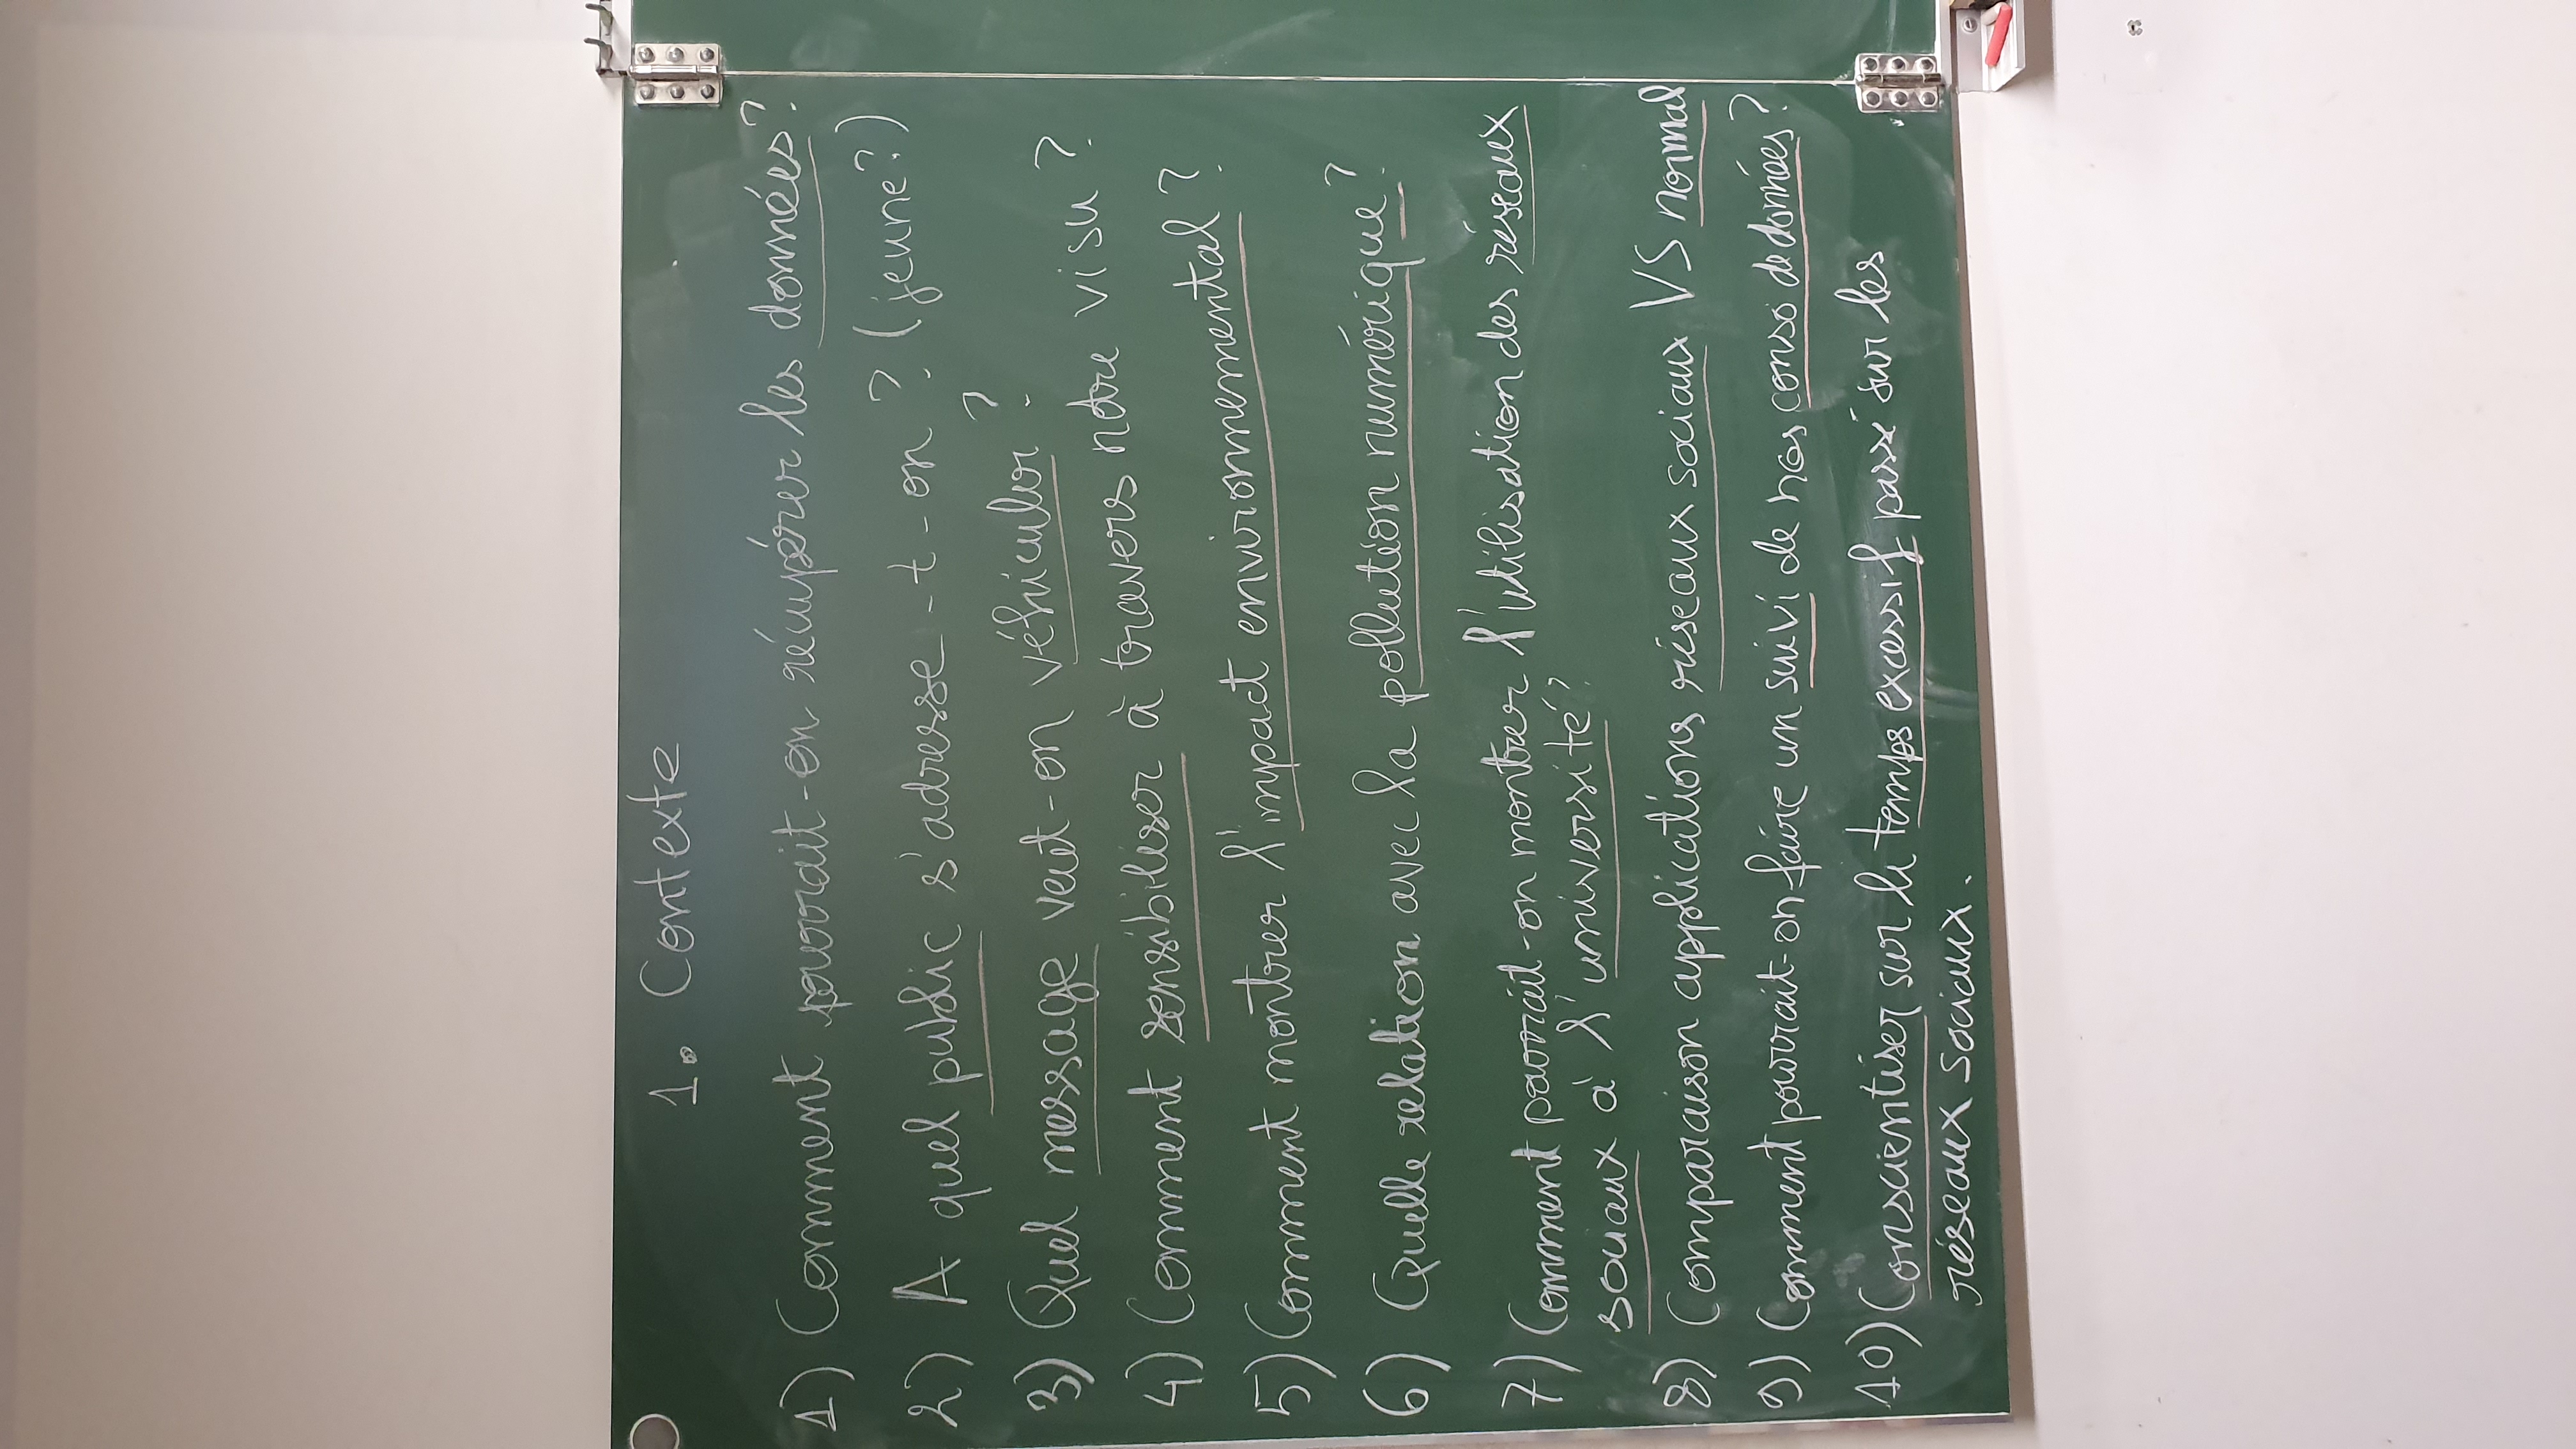 1. Contexte
1) Comment pourrait-on récupérer les données?
2) A quel public s'adresse-t-on ? (jeune?)
3) Quel message veut-on véhiculer ?
4) Comment sensibiliser à travers notre visu ?
5) Comment montrer l'impact environnemental ?
6) Quelle relation avec la pollution numérique ?
7) Comment pourrait-on montrer l'utilisation des réseaux
sociaux à l'université?
8) Comparaison applications réseaux sociaux VS normal
9) Comment pourrait-on faire un suivi de nos conso de données ?
10) Conscientiser sur le temps excessif passé sur les
réseaux sociaux.